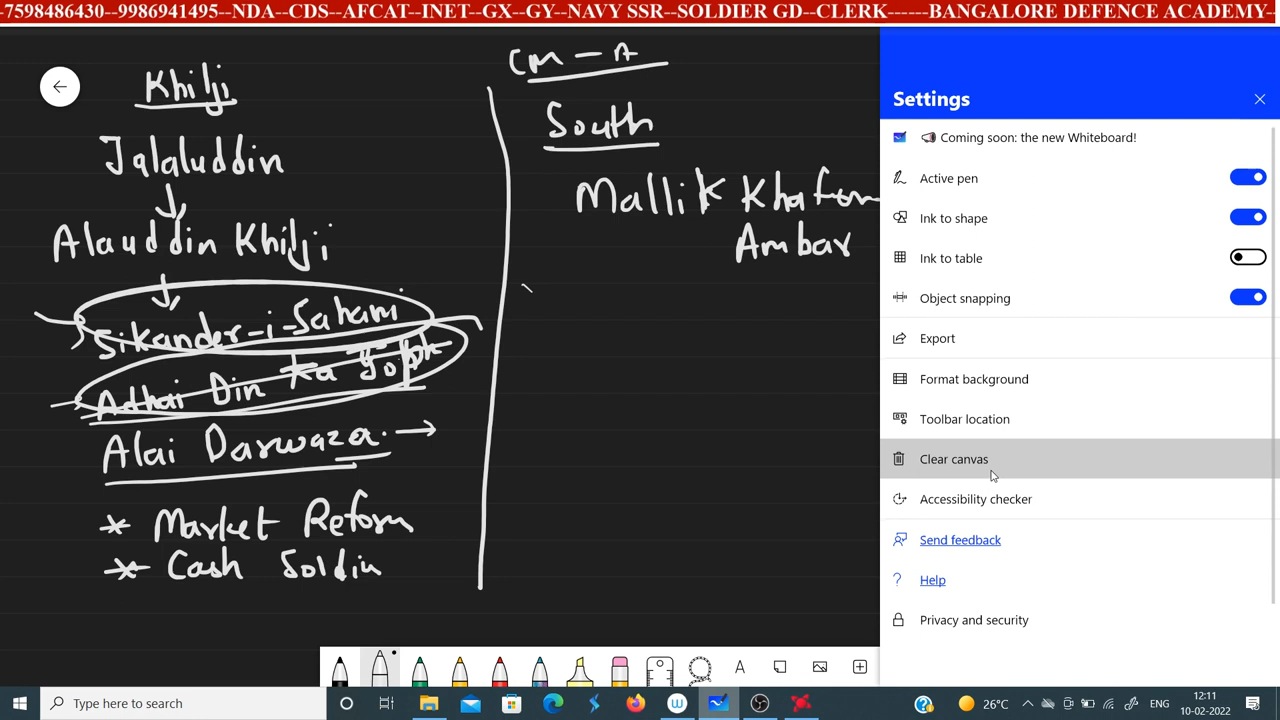 -7598486430--9986941495--NDA--CDS--AFCAT--INET--GX--GY--NAVY SSR--SOLDIER GD--CLERK------BANGALORE DEFENCE ACADEMY--
Khilji
Jalaluddin
Alauddin Khilji
Sikander-i-Sahani
Adhai Din ka
Alai Darwaza.
* Market Reform
* Cash Soldin
CM - A
South
Mallik Khafom
Ambar
Settings
Coming soon: the new Whiteboard!
Active pen
Ink to shape
Ink to table
Object snapping
Export
Format background
Toolbar location
Clear canvas
Accessibility checker
Send feedback
Help
Privacy and security
Type here to search
26°C
ENG
12:11
10-02-2022